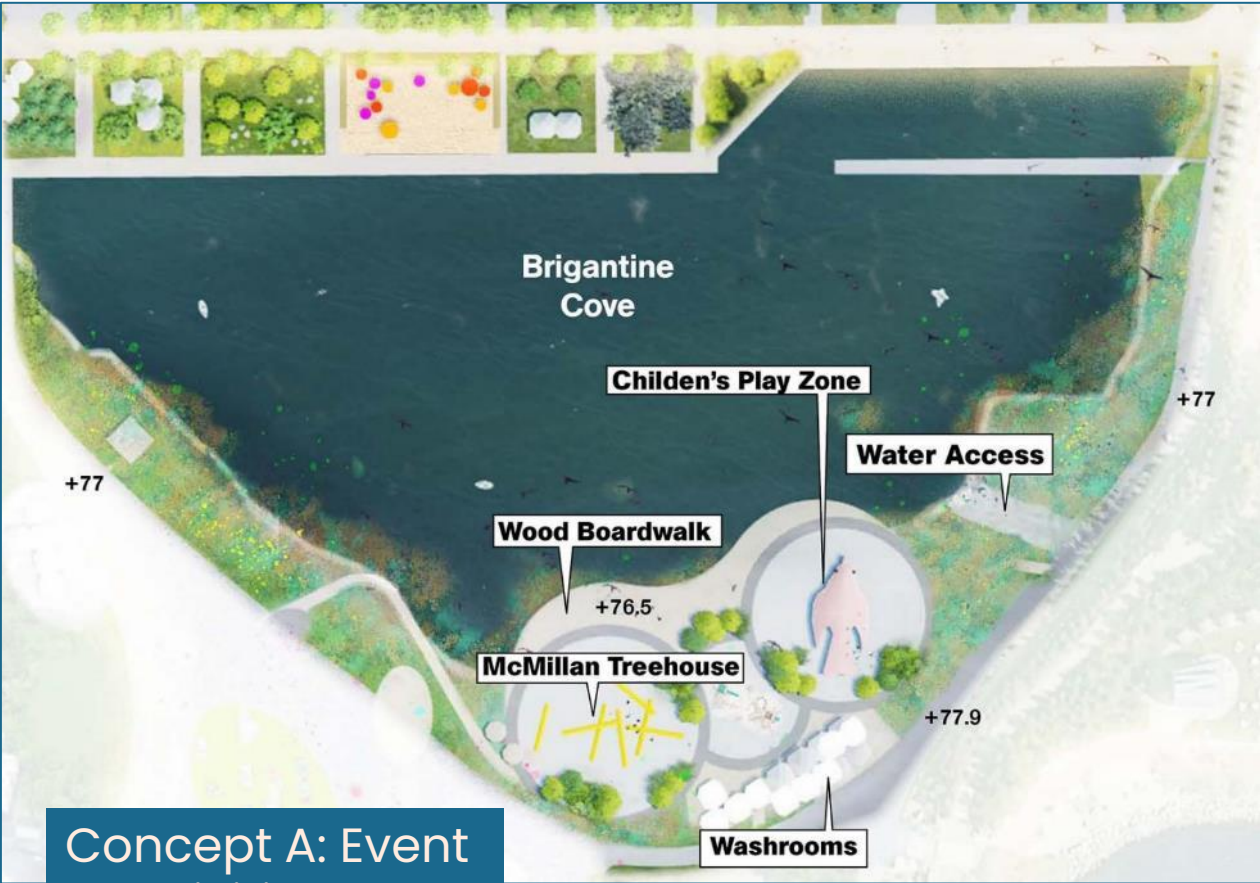 Brigantine
Cove
Childen's Play Zone
+77
Water Access
+77
Wood Boardwalk
+76.5
McMillan Treehouse
+77.9
Concept A: Event
Washrooms